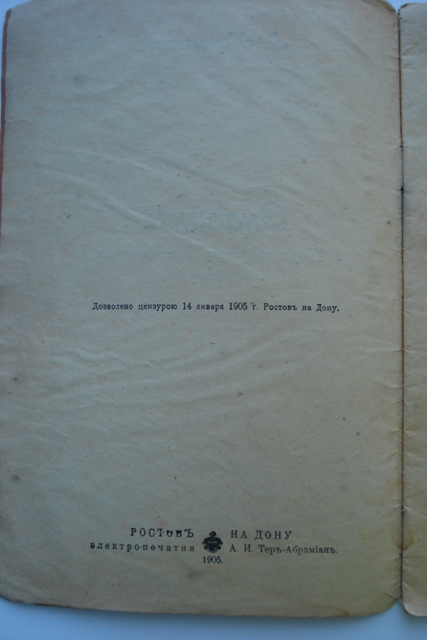 Дозволено цензурою 14 января 1905 г. Ростовъ на Дону.
РОСТОВЪ НА ДОНУ
электро-печатня А. И. Теръ-Абраміанъ.
1905.